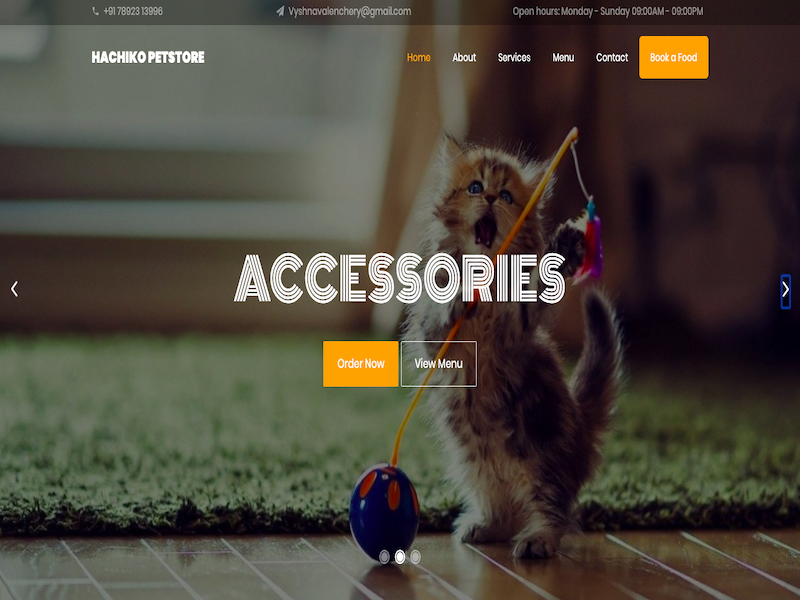 +91 78923 13996
Vyshnavalenchery@gmail.com
Open hours: Monday - Sunday 09:00AM - 09:00PM
HACHIKO PETSTORE
Home
About
Services
Menu
Contact
Book a Food
ACCESSORIES
Order Now
View Menu